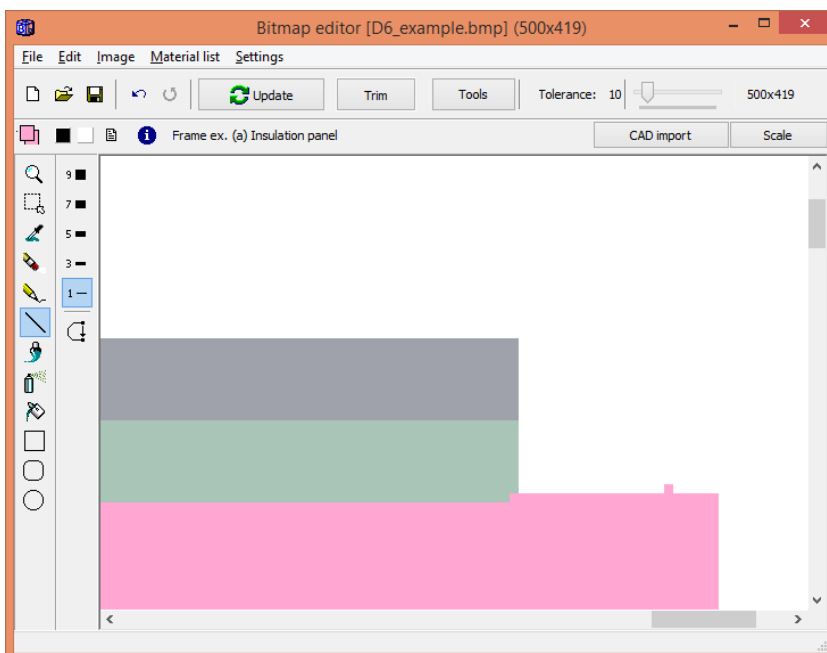 Bitmap editor [D6_example.bmp] (500x419)
File Edit Image Material list Settings
Update Trim Tools Tolerance: 10 500x419
Frame ex. (a) Insulation panel CAD import Scale
9
7
5
3
1